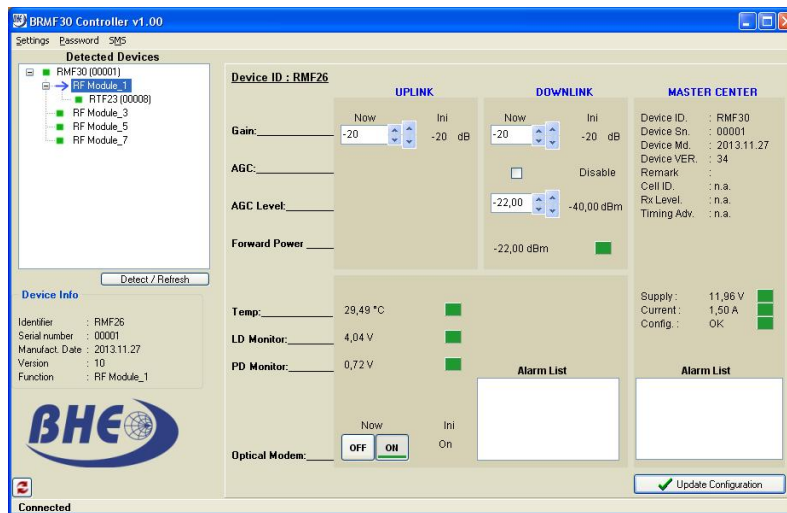 BRMF30 Controller v1.00
Settings Password SMS
Detected Devices
RMF30 (00001)
RF Module_1
RTF23 (00008)
RF Module_3
RF Module_5
RF Module_7
Detect / Refresh
Device Info
Identifier : RMF26
Serial number : 00001
Manufact. Date : 2013.11.27
Version : 10
Function : RF Module_1
BHE
Connected
Device ID : RMF26
UPLINK DOWNLINK
Now Ini Now Ini
Gain: -20 -20 dB -20 -20 dB
AGC: Disable
AGC Level: -22,00 -40,00 dBm
Forward Power -22,00 dBm
Temp: 29,49 °C
LD Monitor: 4,04 V
PD Monitor: 0,72 V
Alarm List
Now Ini
Optical Modem: OFF ON On
MASTER CENTER
Device ID. : RMF30
Device Sn. : 00001
Device Md. : 2013.11.27
Device VER. : 34
Remark :
Cell ID. : n.a.
Rx Level. : n.a.
Timing Adv. : n.a.
Supply : 11,96 V
Current : 1,50 A
Config. : OK
Alarm List
Update Configuration